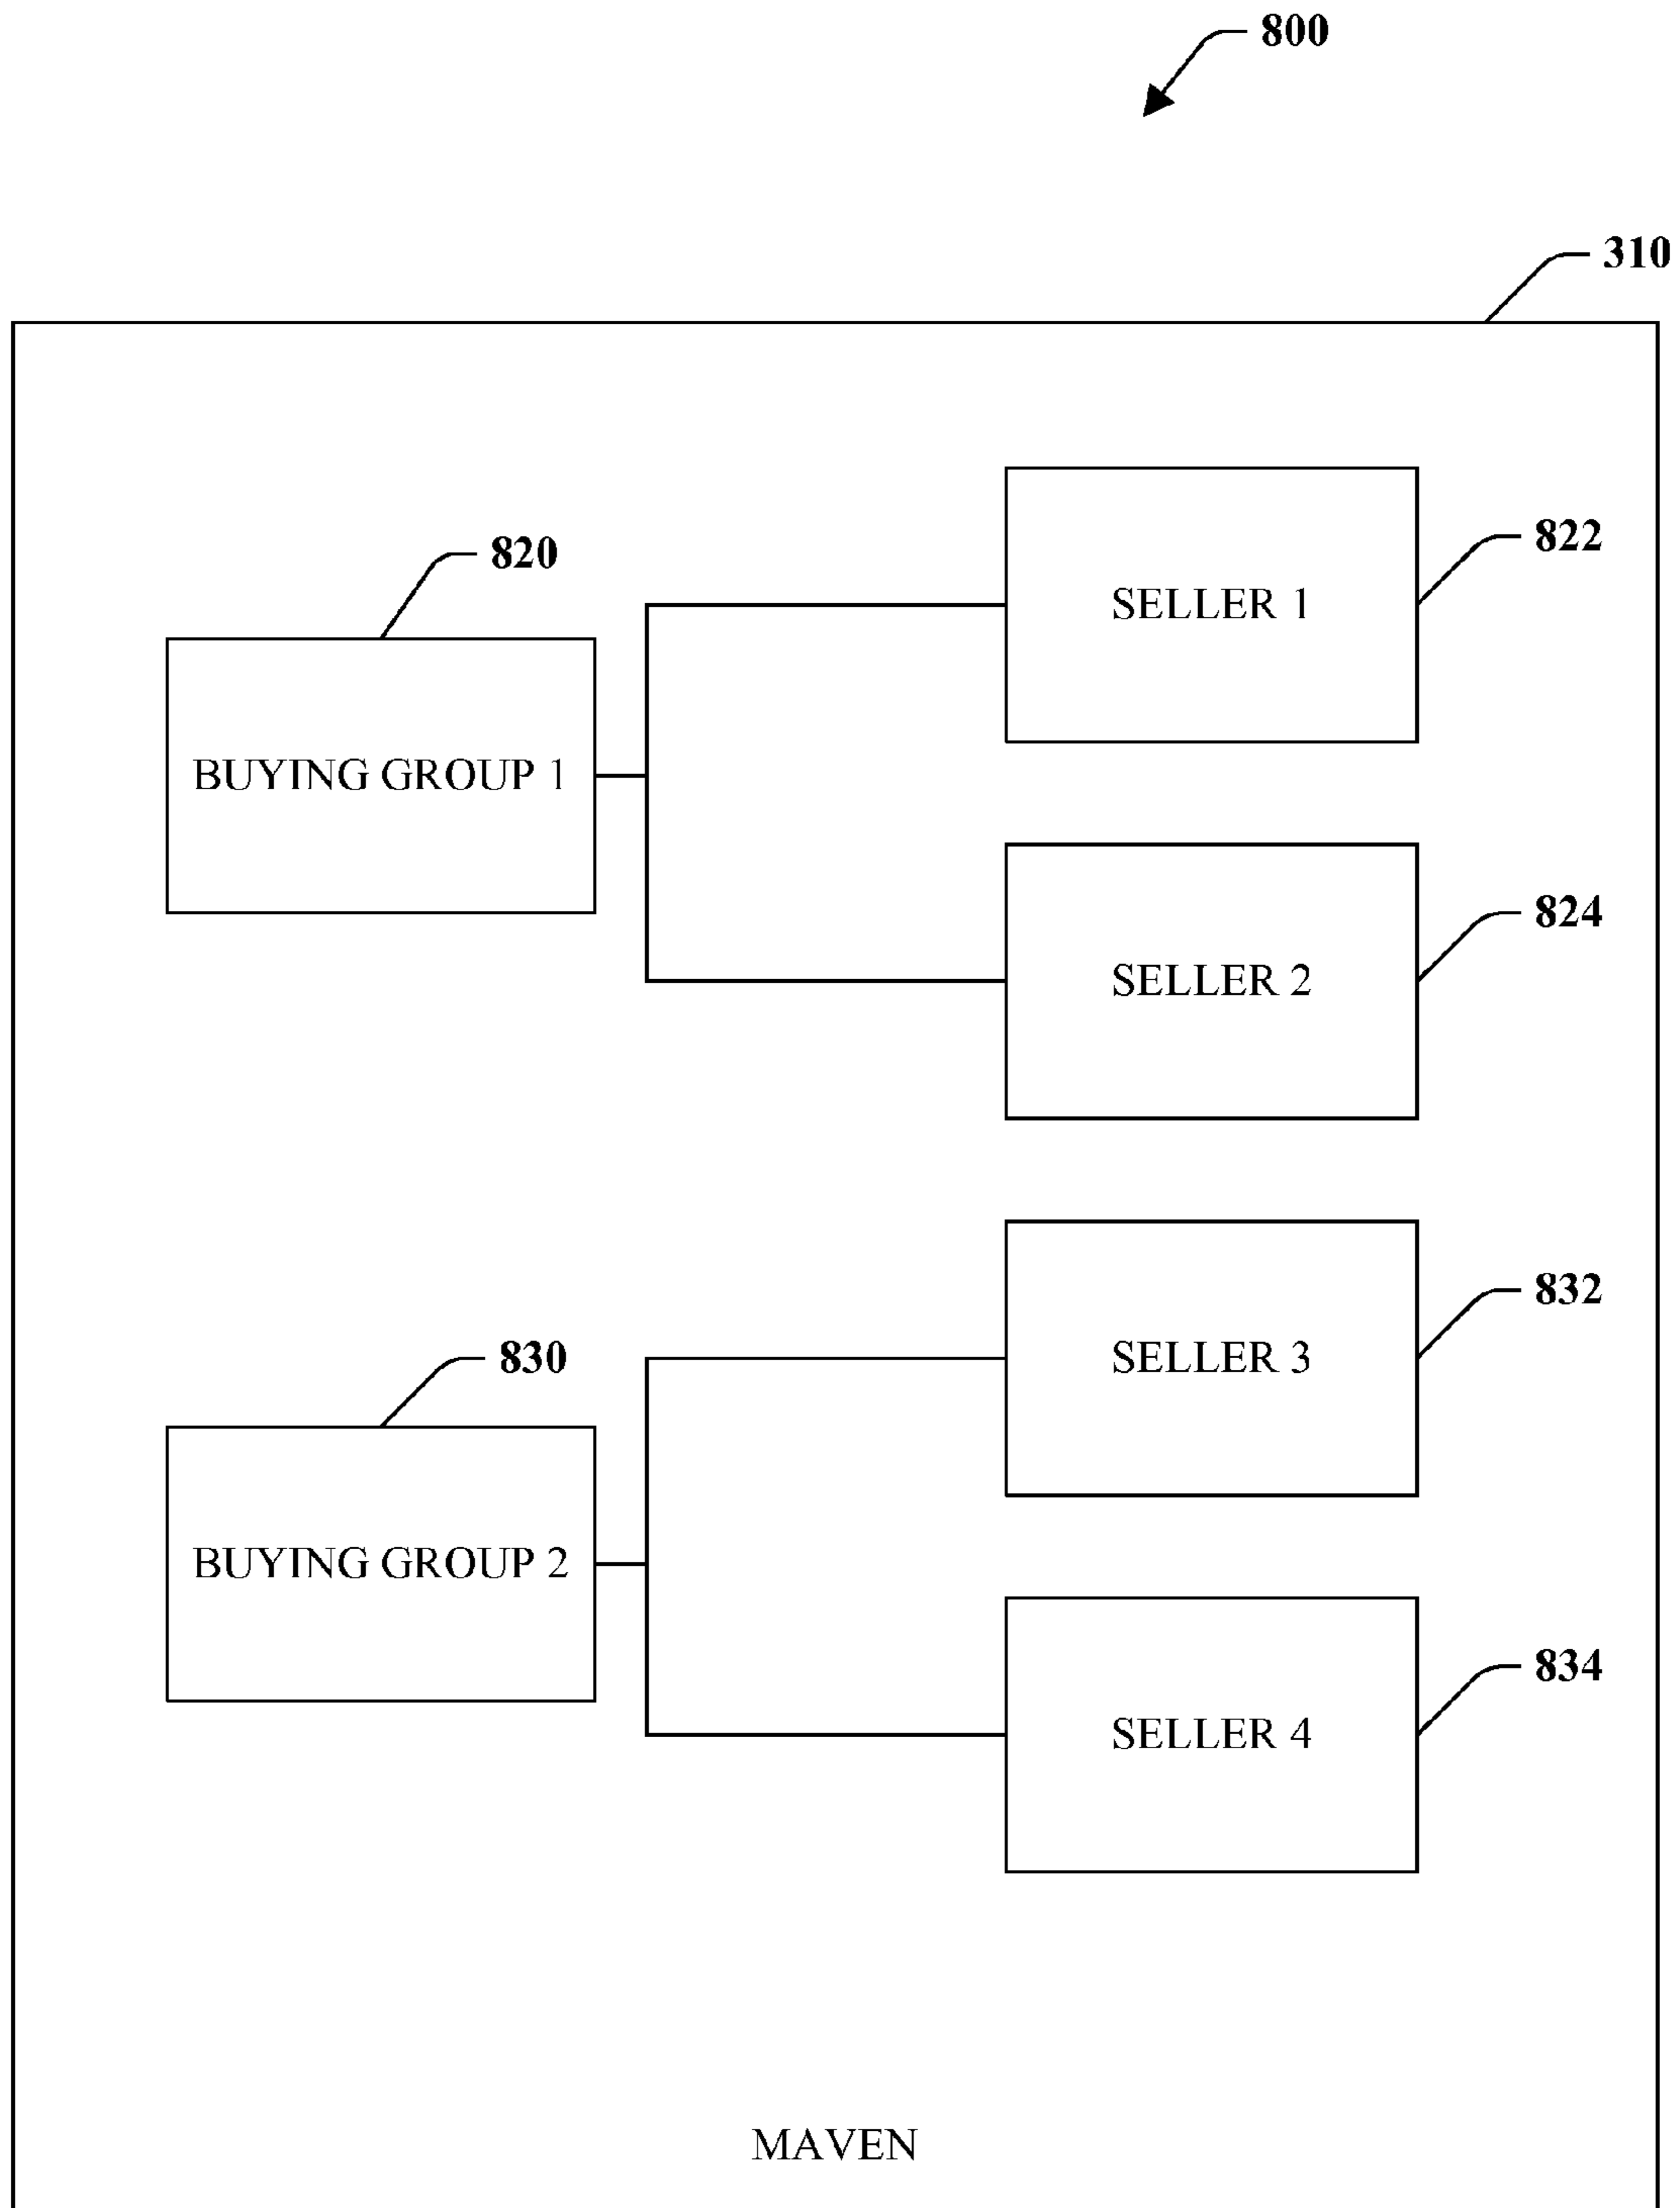 800
310
SELLER 1
822
820
BUYING GROUP 1
824
SELLER 2
832
SELLER 3
830
BUYING GROUP 2
834
SELLER 4
MAVEN